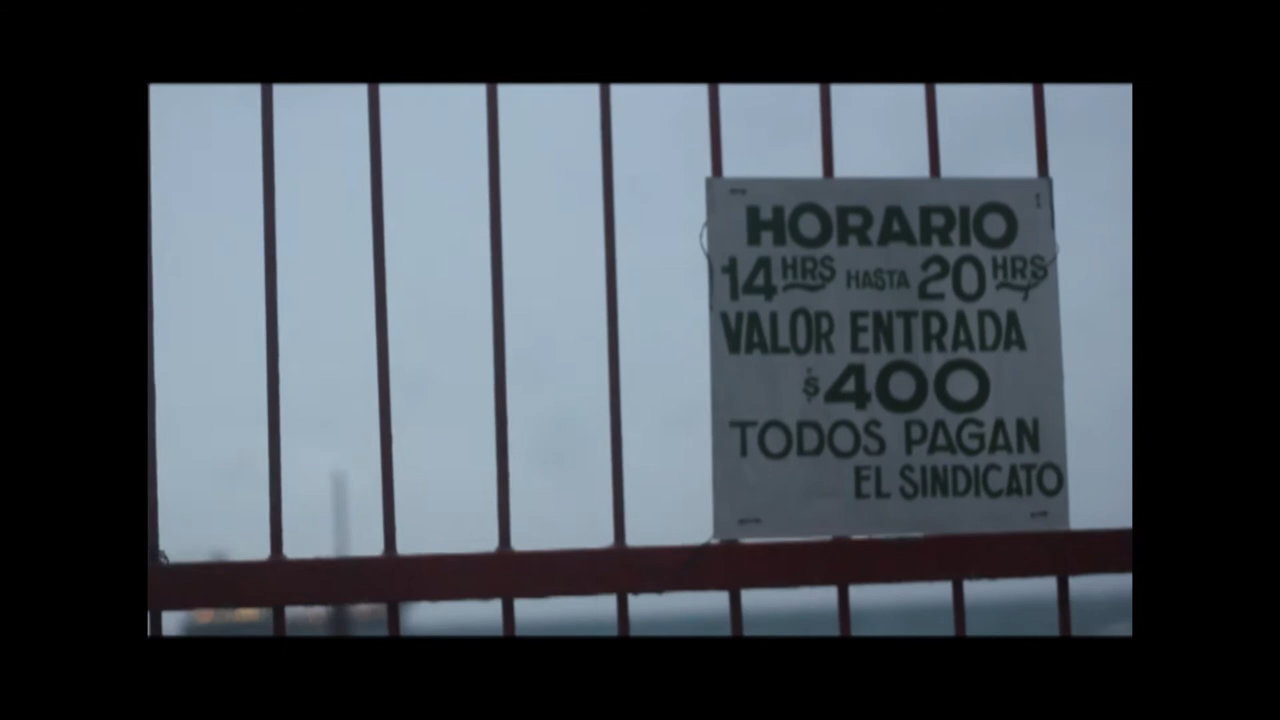 HORARIO
14 HRS HASTA 20 HRS
VALOR ENTRADA
$400
TODOS PAGAN
EL SINDICATO